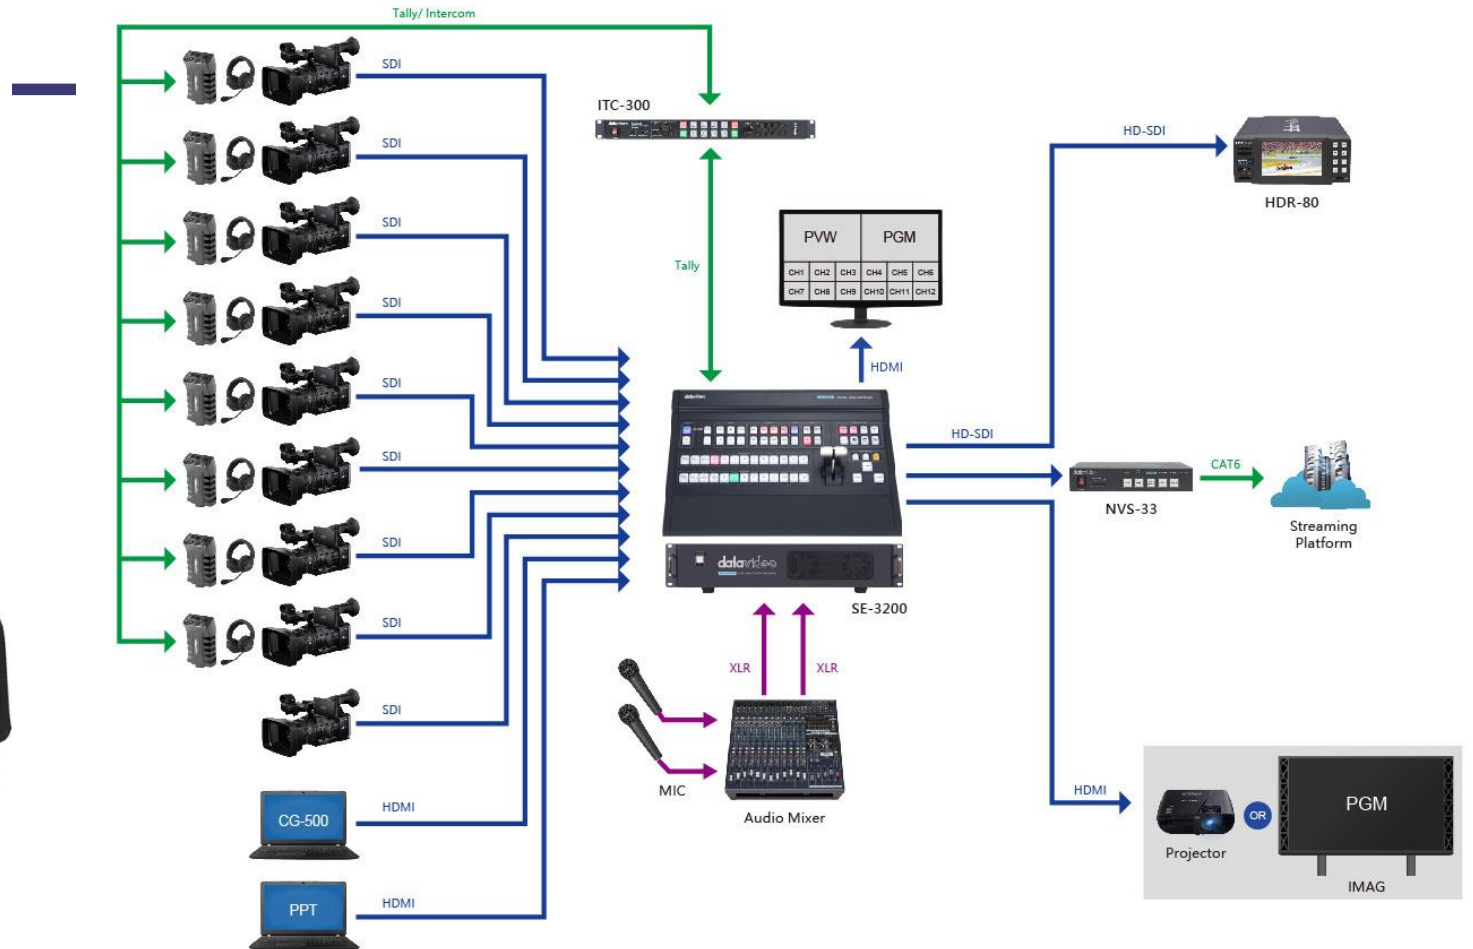 Tally/ Intercom
SDI
SDI
SDI
SDI
SDI
SDI
SDI
SDI
SDI
HDMI
HDMI
CG-500
PPT
ITC-300
Tally
PVW
PGM
CH1 CH2 CH3 CH4 CH5 CH6
CH7 CH8 CH9 CH10 CH11 CH12
HDMI
datavideo
SE-3200
XLR
XLR
MIC
Audio Mixer
HD-SDI
HD-SDI
HDR-80
NVS-33
CAT6
Streaming
Platform
HDMI
Projector
OR
PGM
IMAG